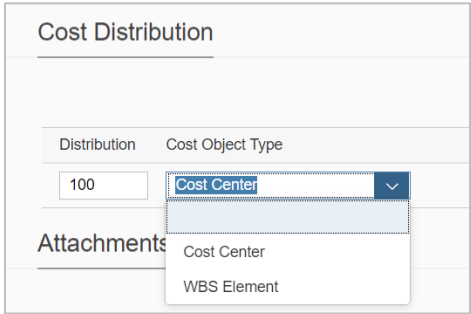 Cost Distribution
Distribution Cost Object Type
100 Cost Center
Attachments
Cost Center
WBS Element